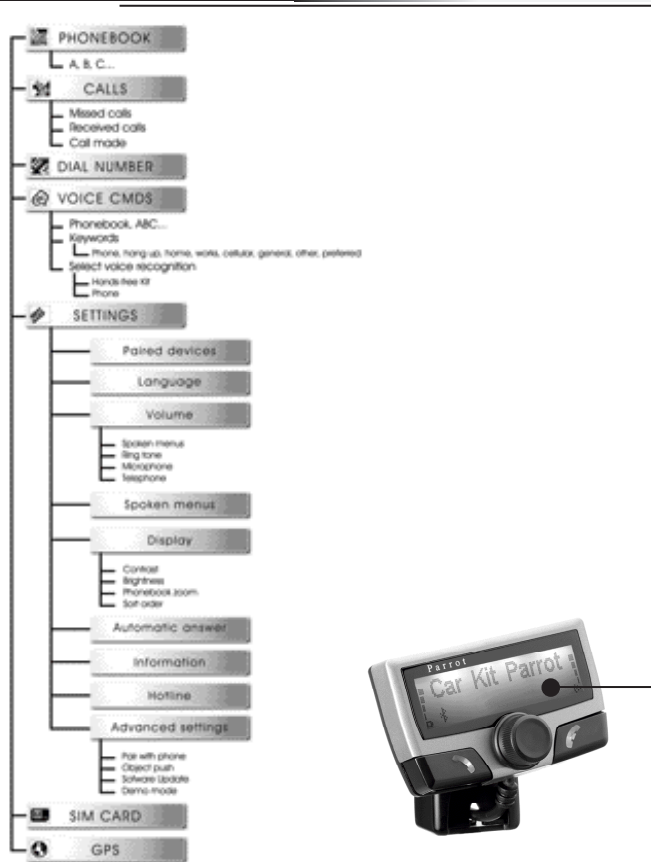 PHONEBOOK
A, B, C...
CALLS
Missed calls
Received calls
Call made
DIAL NUMBER
VOICE CMDS
Phonebook, ABC...
Keywords
Phone, hang up, home, works, cellular, general, other, preferred
Select voice recognition
Hands-free Kit
Phone
SETTINGS
Paired devices
Language
Volume
Spoken menus
Ring tone
Microphone
Telephone
Spoken menus
Display
Contrast
Brightness
Phonebook zoom
Sort order
Automatic answer
Information
Hotline
Advanced settings
Pair with phone
Object push
Software Update
Demo mode
SIM CARD
GPS
Parrot
Car Kit Parrot